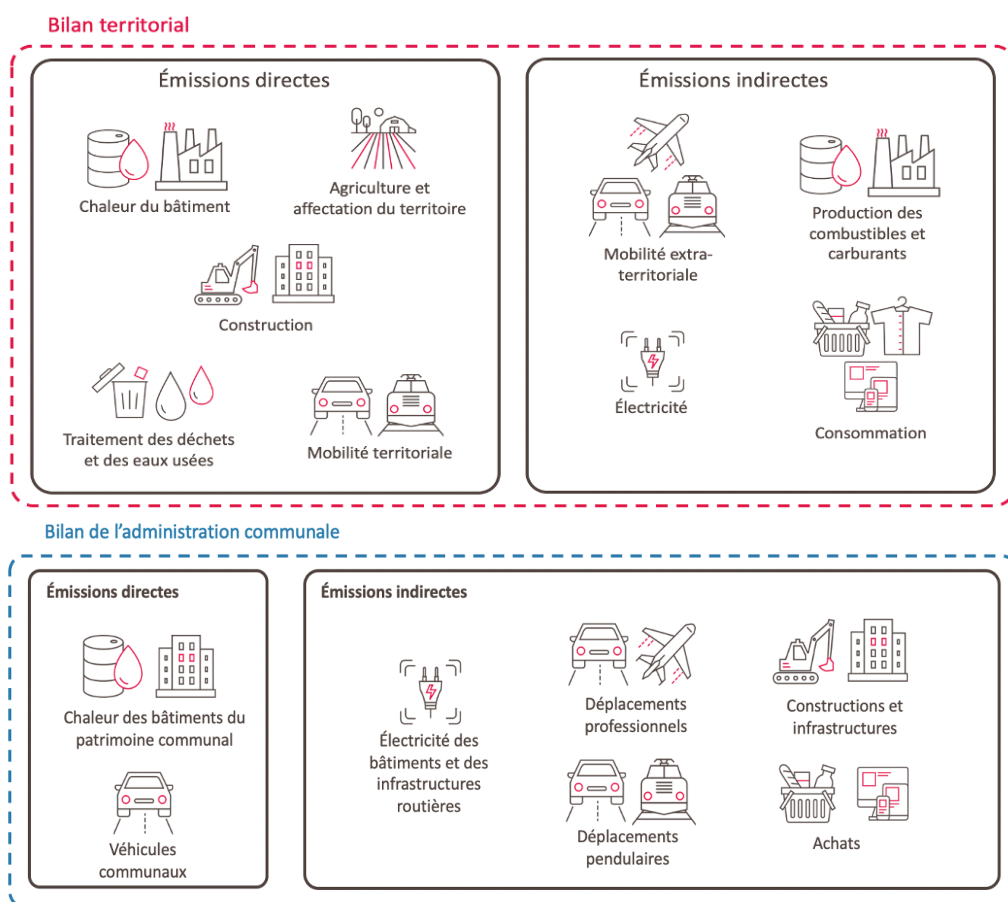 Bilan territorial
Émissions directes
Chaleur du bâtiment
Agriculture et
affectation du territoire
Construction
Traitement des déchets
et des eaux usées
Mobilité territoriale
Émissions indirectes
Mobilité extra-
territoriale
Production des
combustibles et
carburants
Électricité
Consommation
Bilan de l'administration communale
Émissions directes
Chaleur des bâtiments du
patrimoine communal
Véhicules
communaux
Émissions indirectes
Électricité des
bâtiments et des
infrastructures
routières
Déplacements
professionnels
Constructions et
infrastructures
Déplacements
pendulaires
Achats